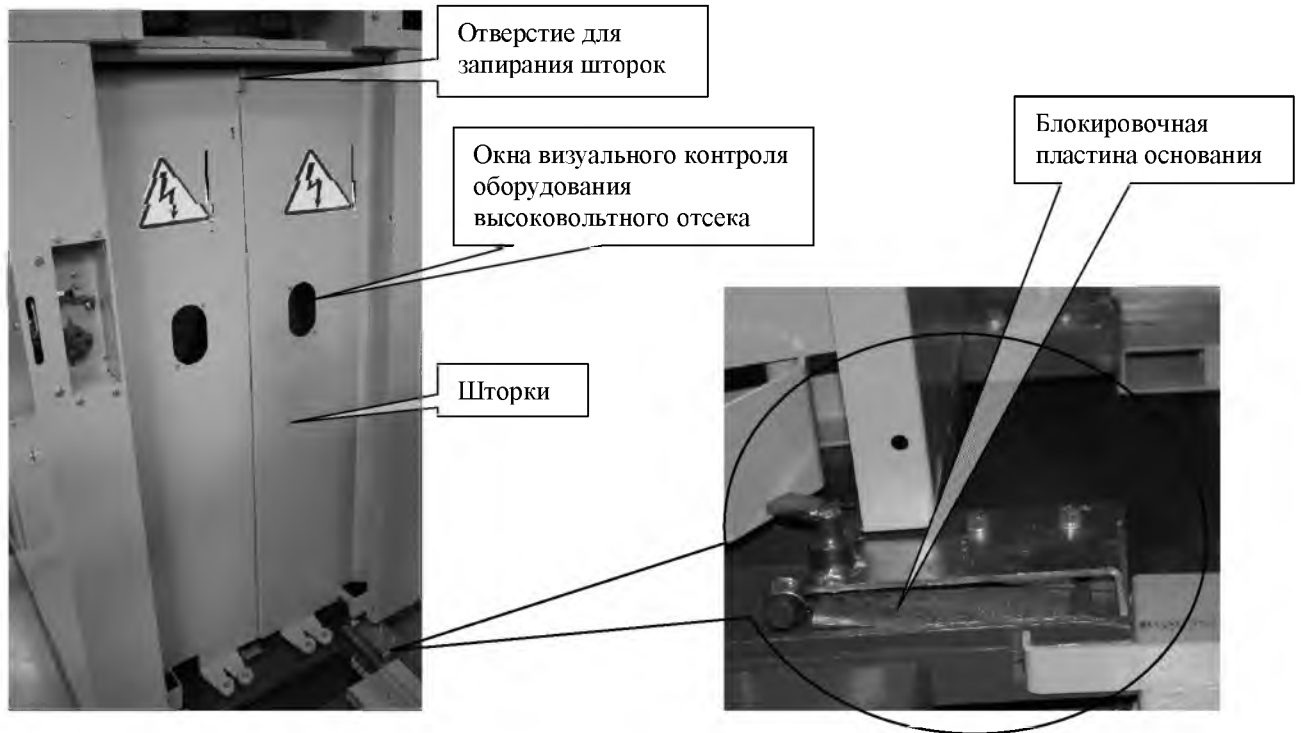 Отверстие для
запирания шторок
Окна визуального контроля
оборудования
высоковольтного отсека
Шторки
Блокировочная
пластина основания